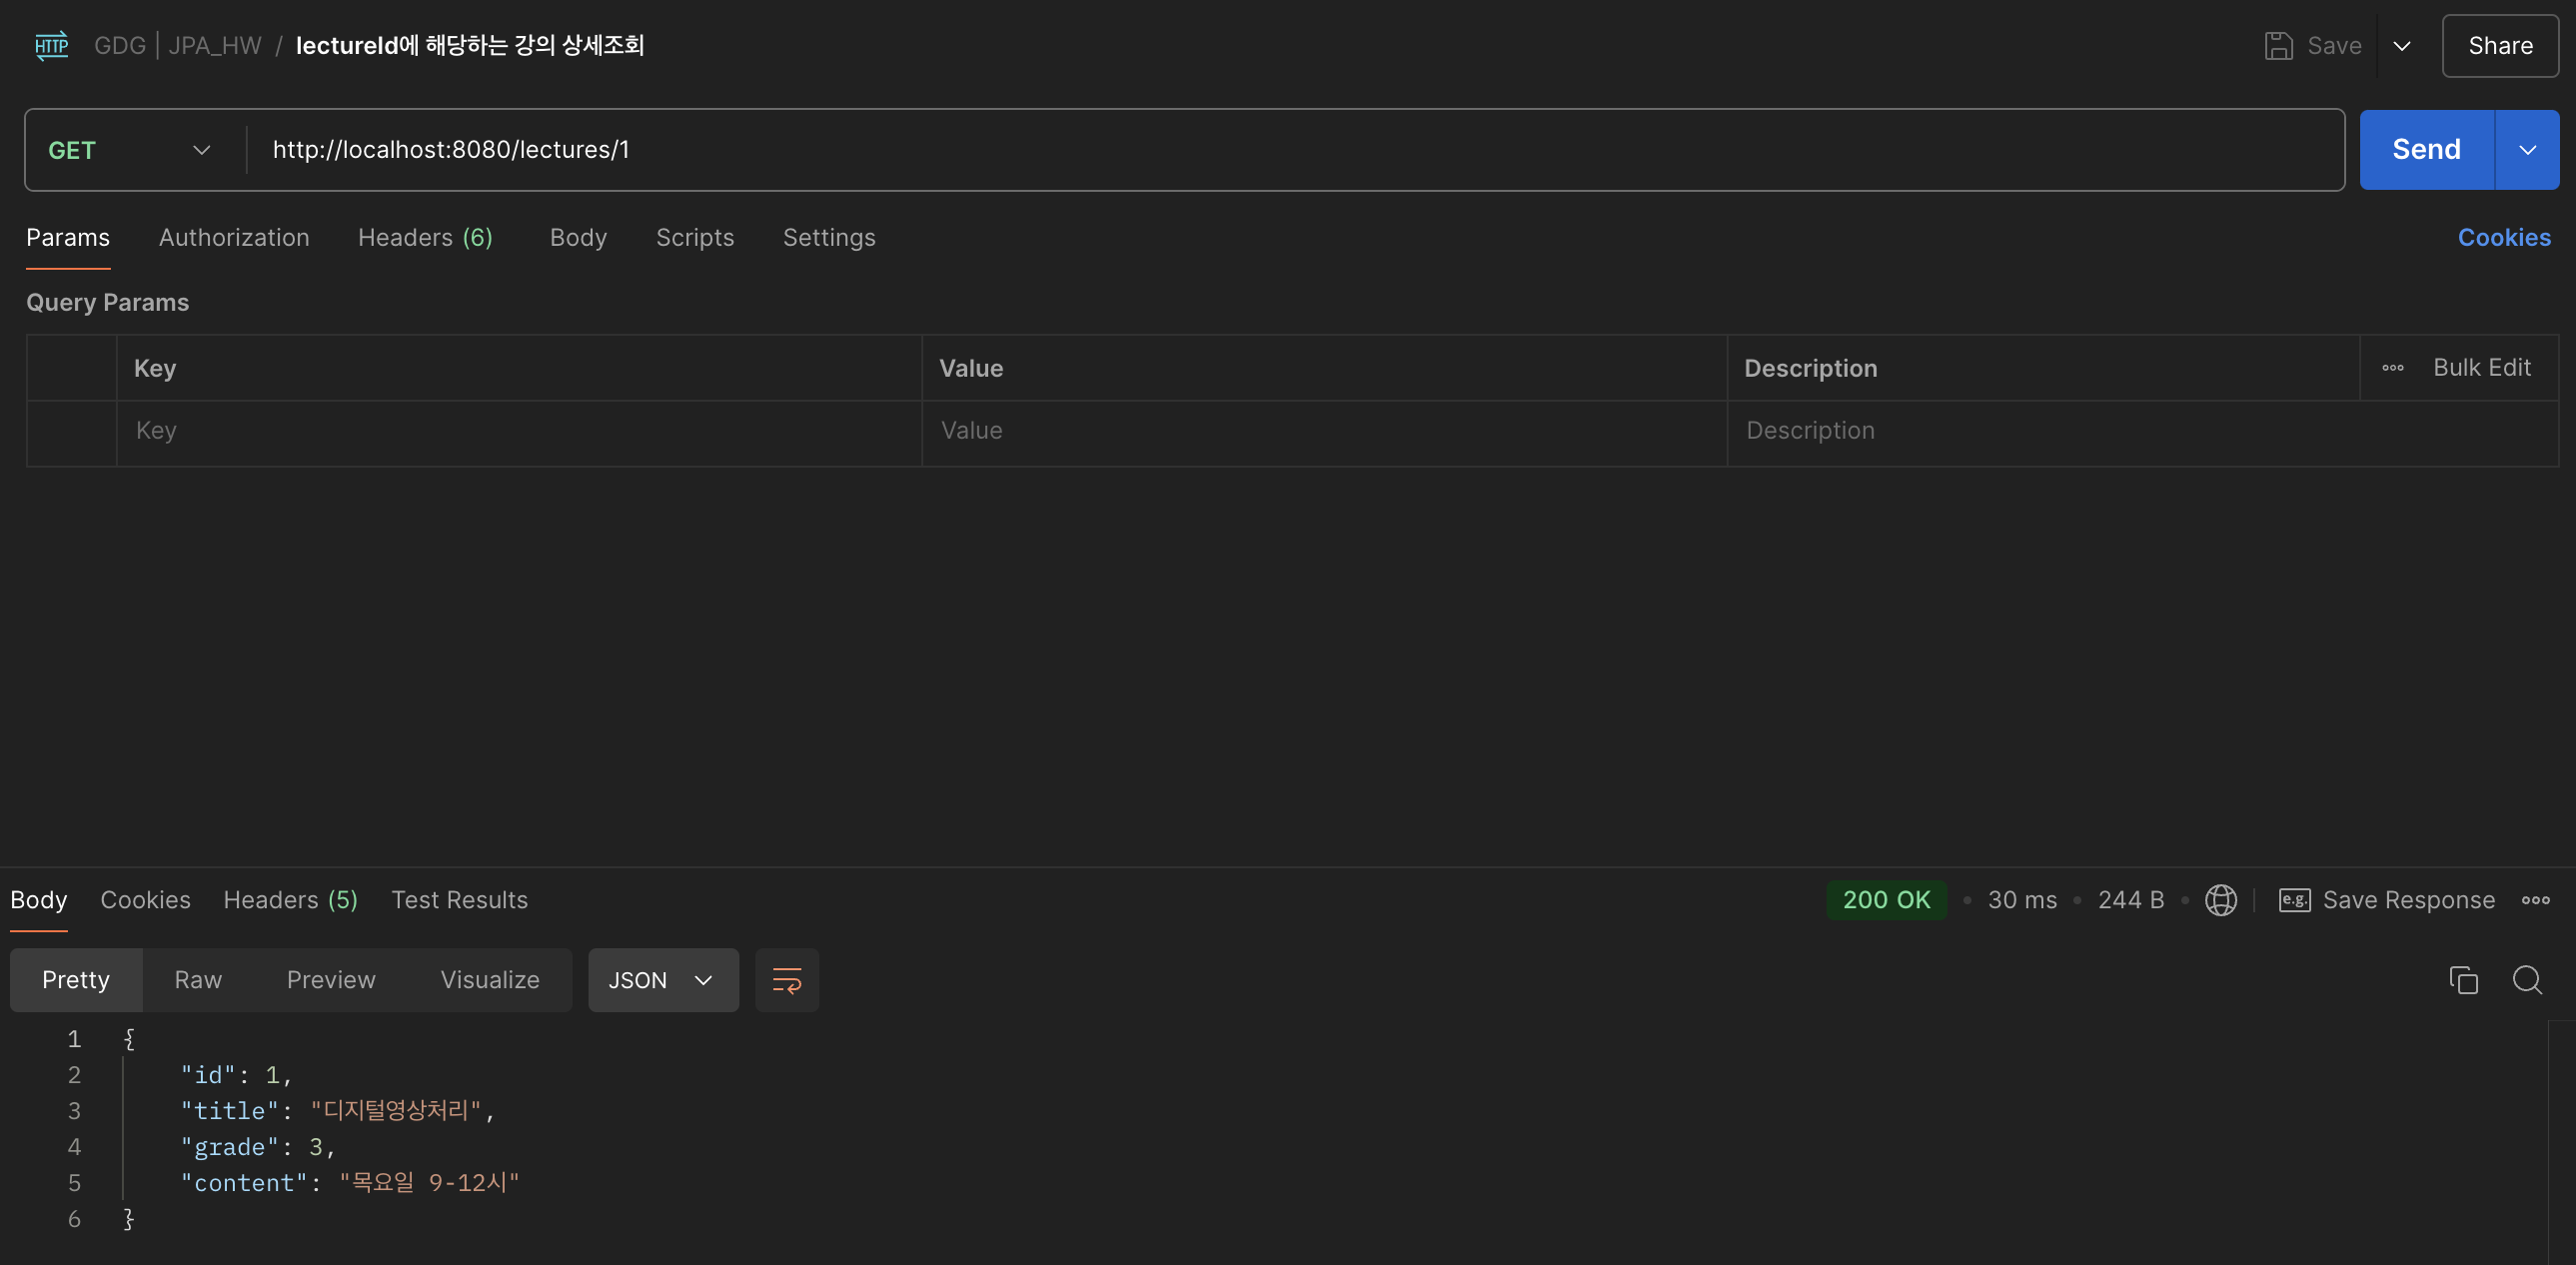 HTTP GDG | JPA_HW / lectureId에 해당하는 강의 상세조회 Save Share
GET http://localhost:8080/lectures/1 Send
Params Authorization Headers (6) Body Scripts Settings Cookies
Query Params
Key Value Description Bulk Edit
Key Value Description
Body Cookies Headers (5) Test Results 200 OK 30 ms 244 B e.g. Save Response
Pretty Raw Preview Visualize JSON
1 {
2 "id": 1,
3 "title": "디지털영상처리",
4 "grade": 3,
5 "content": "목요일 9-12시"
6 }